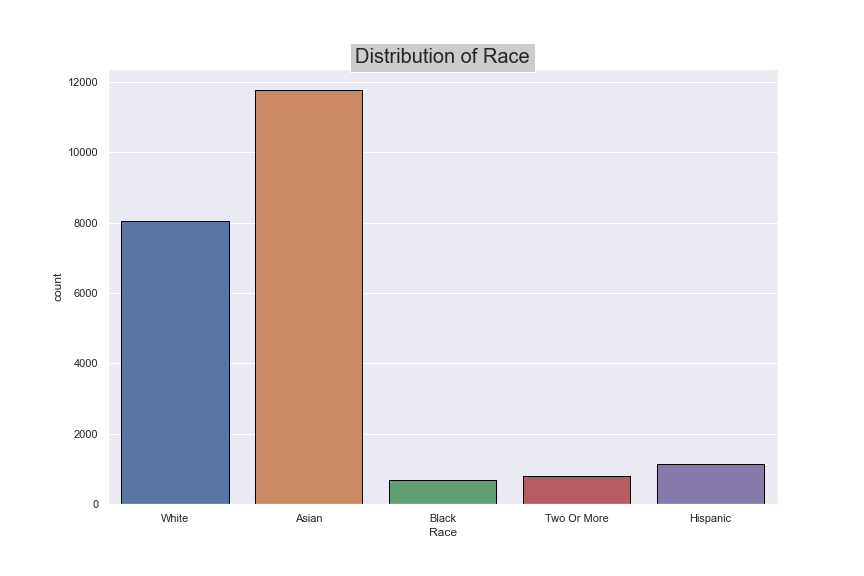 Distribution of Race
12000
10000
8000
6000
4000
2000
0
count
White Asian Black Two Or More Hispanic
Race